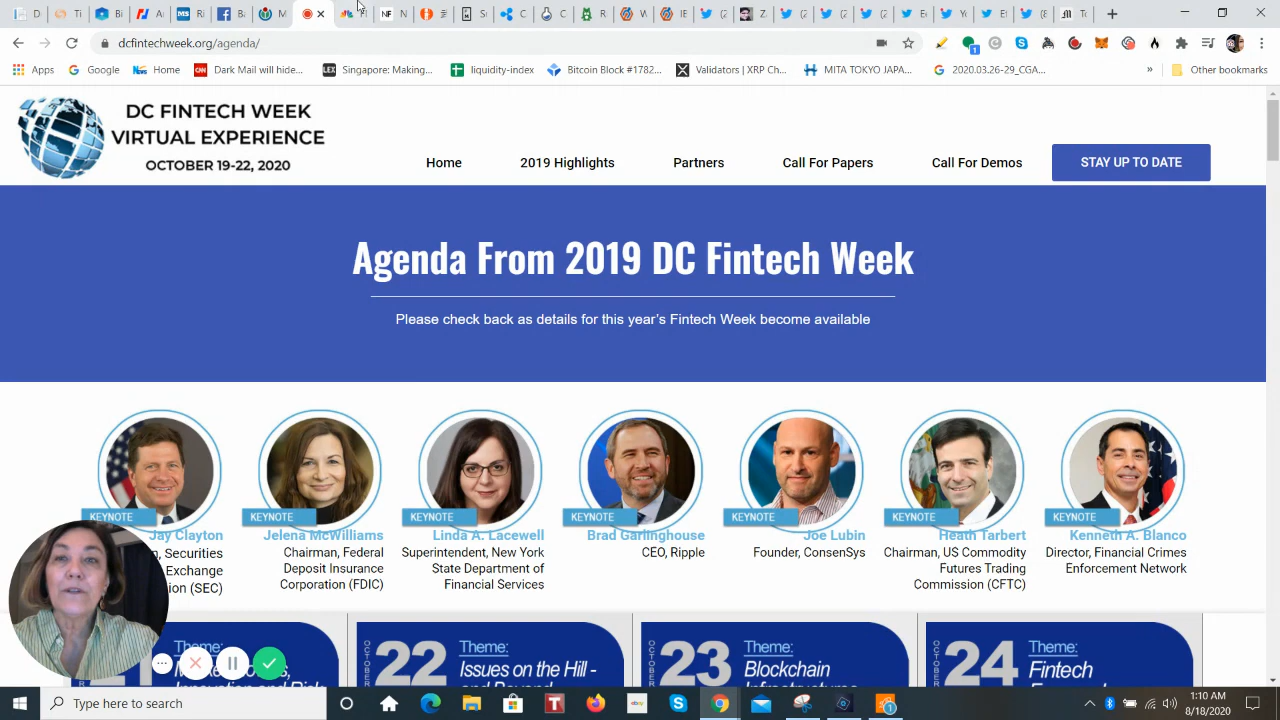 dcfintechweek.org/agenda/
Apps Google Home Dark Mail will hide... Singapore: Making... liquidity-index Bitcoin Block #1782... Validators | XRP Ch... MITA TOKYO JAPA... 2020.03.26-29_CGA... » Other bookmarks
DC FINTECH WEEK
VIRTUAL EXPERIENCE
OCTOBER 19-22, 2020
Home 2019 Highlights Partners Call For Papers Call For Demos STAY UP TO DATE
Agenda From 2019 DC Fintech Week
Please check back as details for this year's Fintech Week become available
KEYNOTE KEYNOTE KEYNOTE KEYNOTE KEYNOTE KEYNOTE KEYNOTE
Jay Clayton
n, Securities
Exchange
ion (SEC)
Jelena McWilliams
Chairman, Federal
Deposit Insurance
Corporation (FDIC)
Linda A. Lacewell
Superintendent, New York
State Department of
Financial Services
Brad Garlinghouse
CEO, Ripple
Joe Lubin
Founder, ConsenSys
Heath Tarbert
Chairman, US Commodity
Futures Trading
Commission (CFTC)
Kenneth A. Blanco
Director, Financial Crimes
Enforcement Network
Theme:
OCTOBER
22
Theme:
Issues on the Hill -
and Beyond
OCTOBER
23
Theme:
Blockchain
Infrastructures
OCTOBER
24
Theme:
Fintech
Type here to search
1:10 AM
8/18/2020